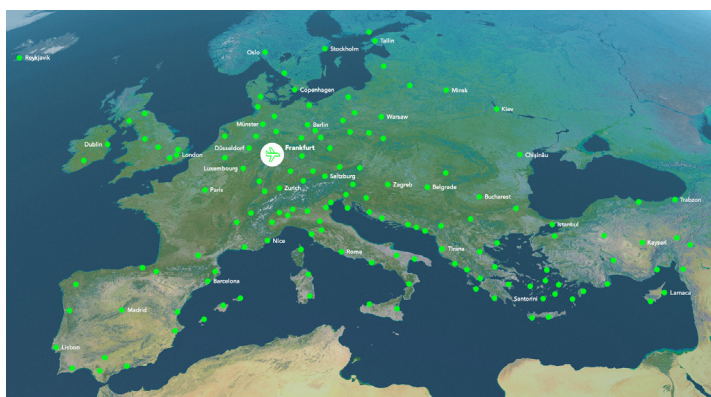 Tallin
Stockholm
Oslo
Reykjavik
Copenhagen
Minsk
Kiev
Warsaw
Münster
Berlin
Dublin
Düsseldorf
Frankfurt
London
Chișinău
Luxembourg
Salzburg
Paris
Zurich
Zagreb
Belgrade
Bucharest
Trabzon
Istanbul
Nice
Kayseri
Tirana
Roma
Barcelona
Larnaca
Santorini
Madrid
Lisbon